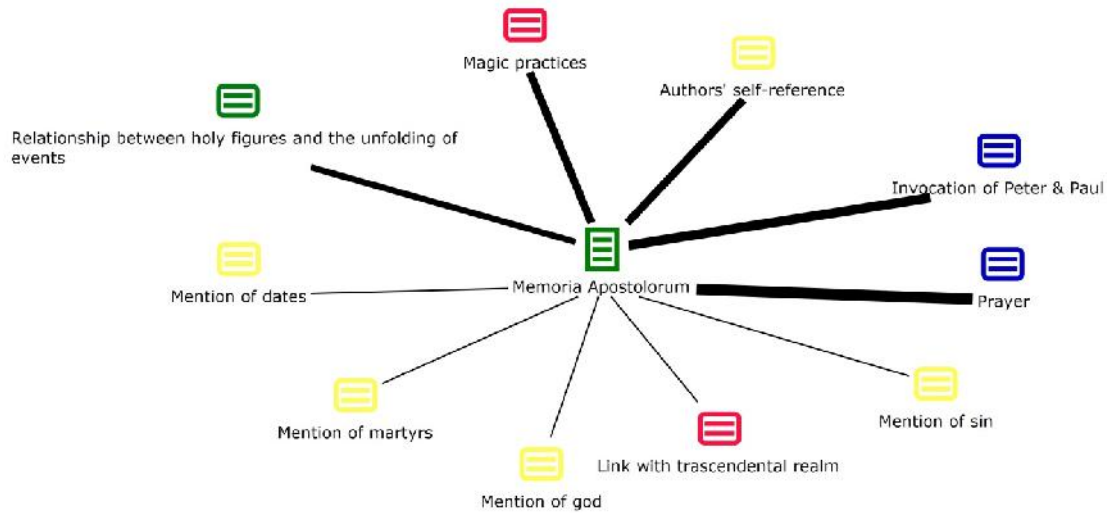 Magic practices
Authors' self-reference
Relationship between holy figures and the unfolding of
events
Invocation of Peter & Paul
Memoria Apostolorum
Mention of dates
Prayer
Mention of martyrs
Mention of sin
Link with trascendental realm
Mention of god